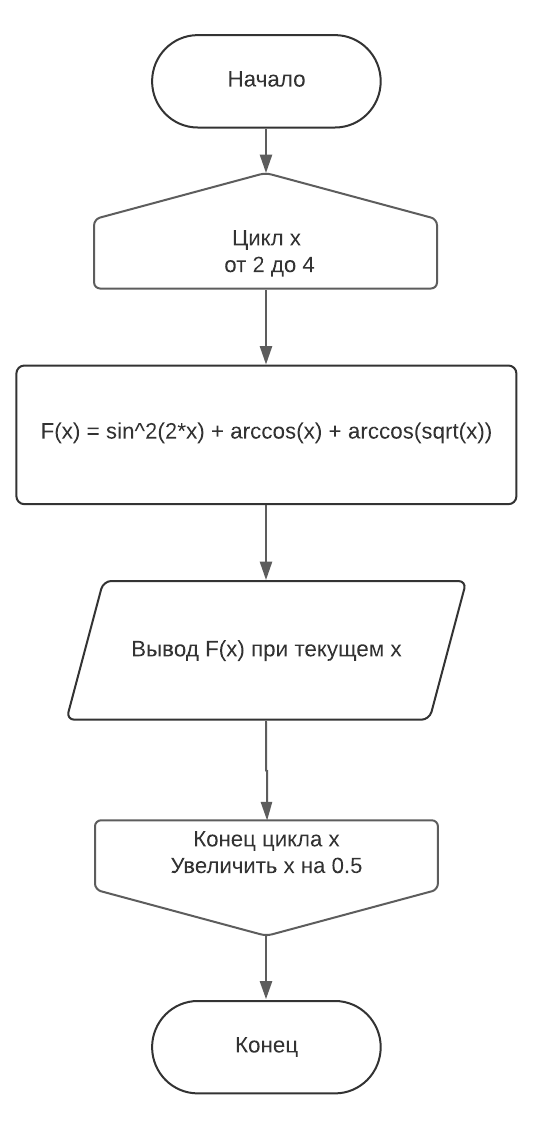 Начало
Цикл x
от 2 до 4
F(x) = sin^2(2*x) + arccos(x) + arccos(sqrt(x))
Вывод F(x) при текущем x
Конец цикла x
Увеличить x на 0.5
Конец